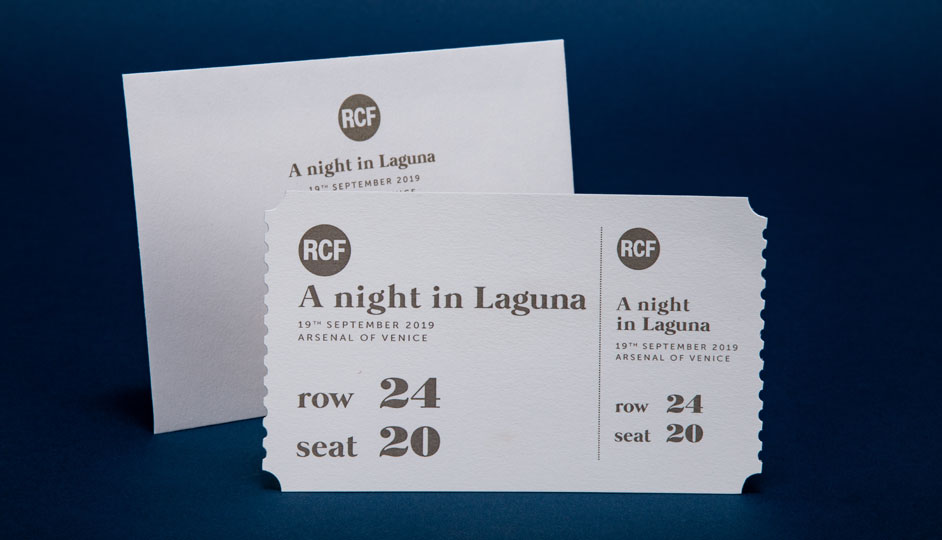 RCF
A night in Laguna
19TH SEPTEMBER 2019
RCF
A night in Laguna
19TH SEPTEMBER 2019
ARSENAL OF VENICE
row 24
seat 20
RCF
A night
in Laguna
19TH SEPTEMBER 2019
ARSENAL OF VENICE
row 24
seat 20